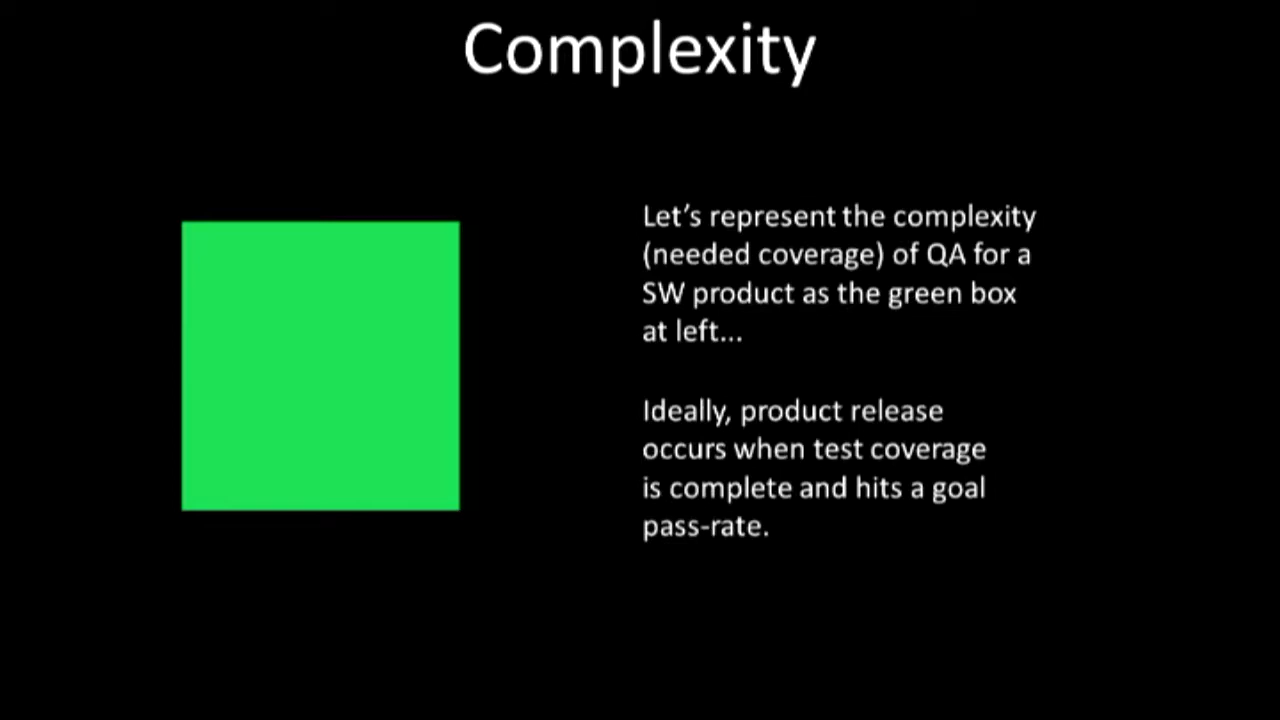 Complexity
Let’s represent the complexity
(needed coverage) of QA for a
SW product as the green box
at left...
Ideally, product release
occurs when test coverage
is complete and hits a goal
pass-rate.